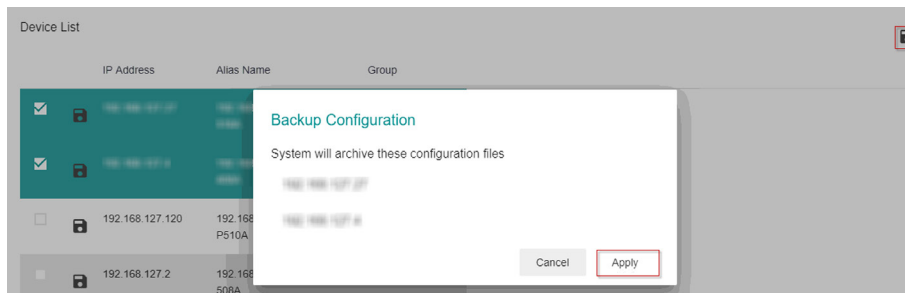 Device List
IP Address Alias Name Group
Backup Configuration
System will archive these configuration files
192.168.127.120 192.168
P510A
Cancel Apply
192.168.127.2 192.168
508A